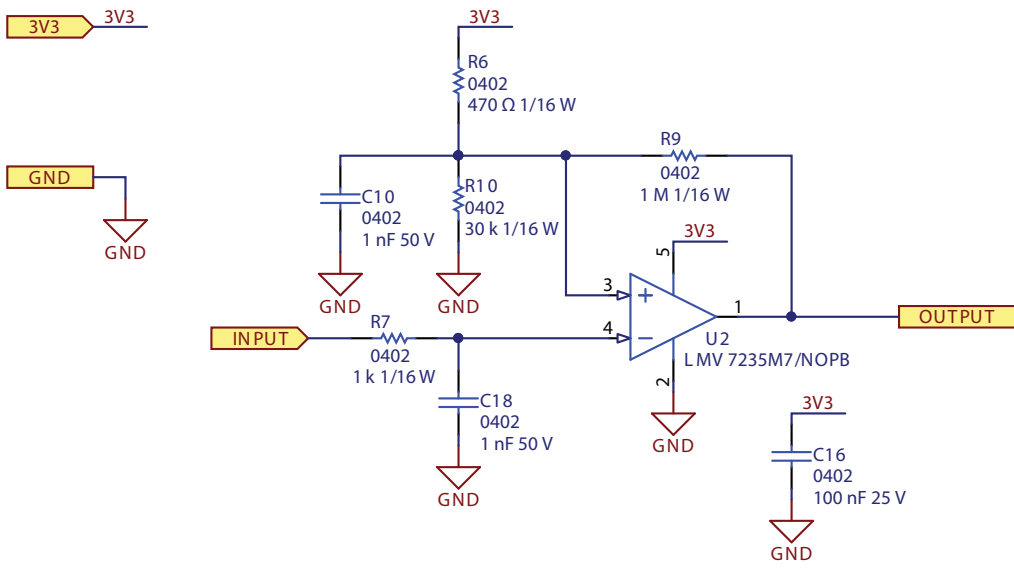 3V3
3V3
3V3
R6
0402
470 Ω 1/16 W
R9
0402
1 M 1/16 W
GND
GND
C10
0402
1 nF 50 V
GND
R10
0402
30 k 1/16 W
GND
3V3
5
3
+
4
−
1
2
U2
LMV 7235M7/NOPB
GND
OUTPUT
INPUT
R7
0402
1 k 1/16 W
C18
0402
1 nF 50 V
GND
3V3
C16
0402
100 nF 25 V
GND